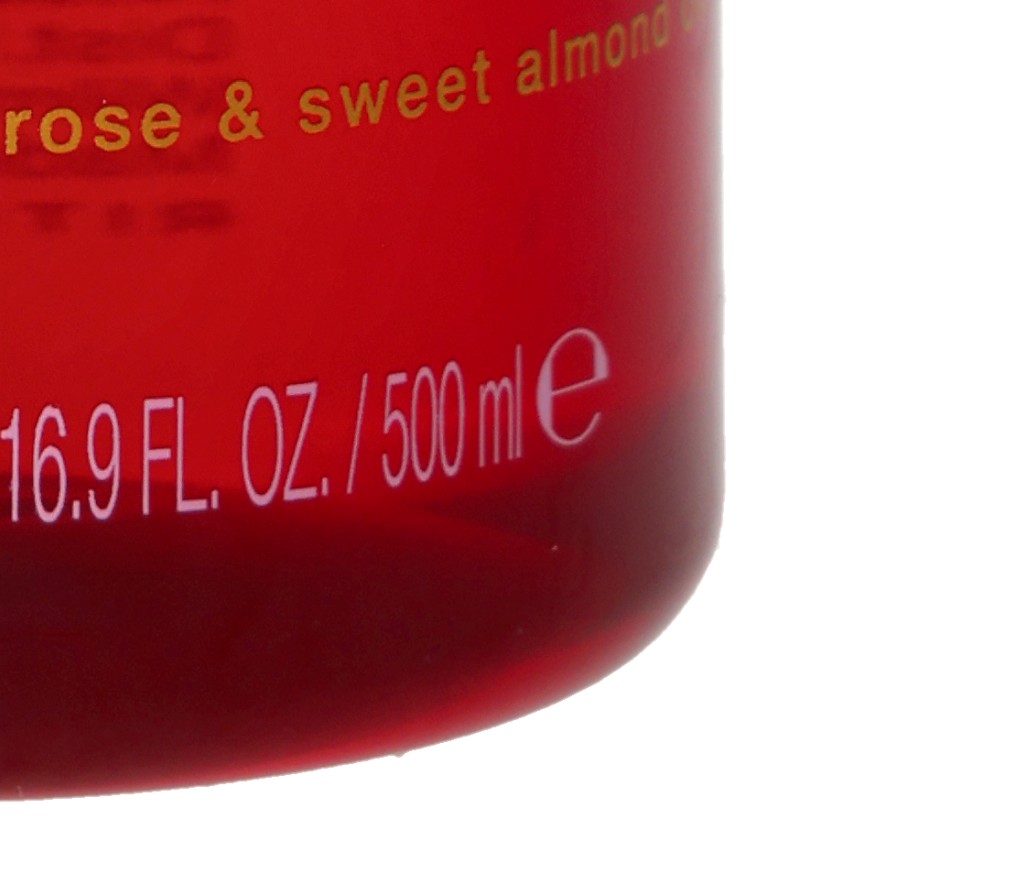 rose & sweet almond
16.9 FL. OZ. / 500 ml e